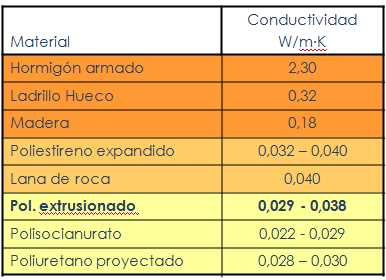 Material Conductividad W/m·K
Hormigón armado 2,30
Ladrillo Hueco 0,32
Madera 0,18
Poliestireno expandido 0,032 – 0,040
Lana de roca 0,040
Pol. extrusionado 0,029 - 0,038
Polisocianurato 0,022 - 0,029
Poliuretano proyectado 0,028 – 0,030